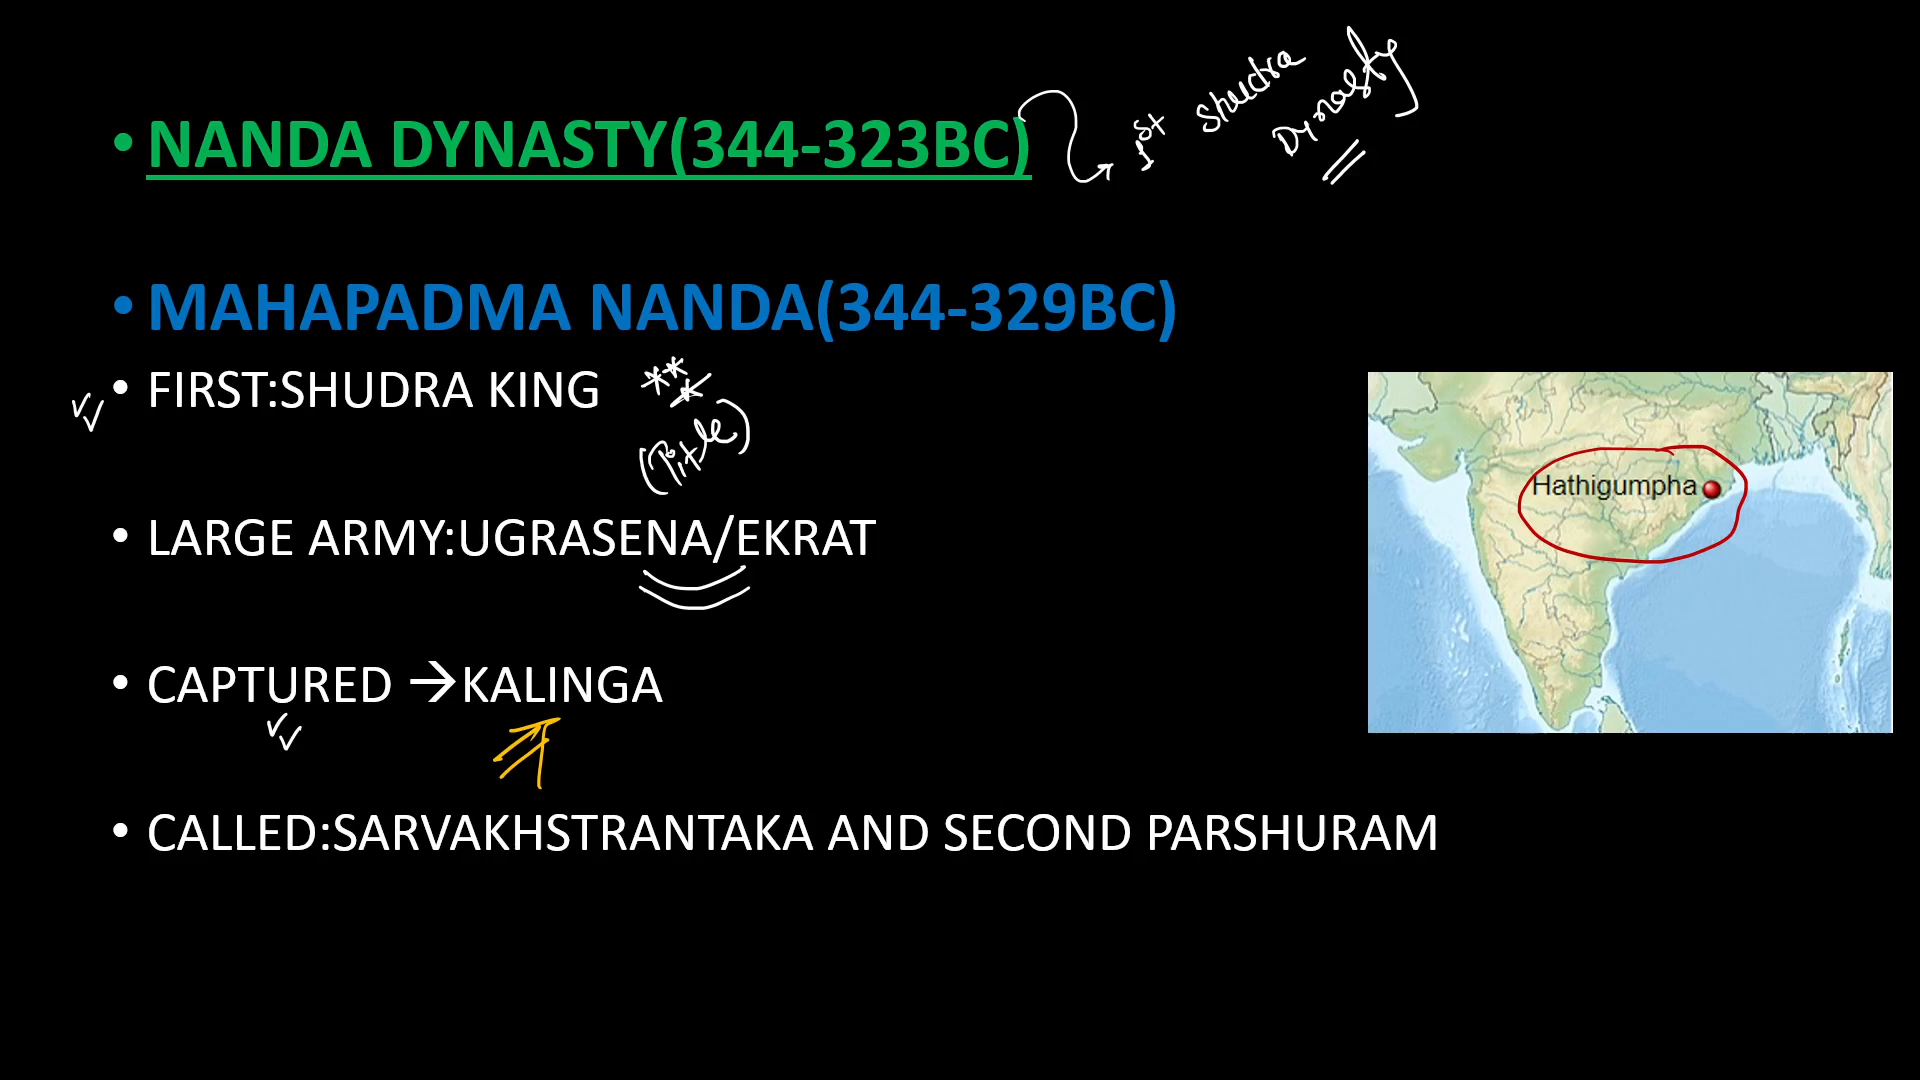 • NANDA DYNASTY(344-323BC)
1st Shudra
Dynasty
• MAHAPADMA NANDA(344-329BC)
• FIRST:SHUDRA KING
(Title)
• LARGE ARMY:UGRASENA/EKRAT
• CAPTURED →KALINGA
• CALLED:SARVAKHSTRANTAKA AND SECOND PARSHURAM
Hathigumpha